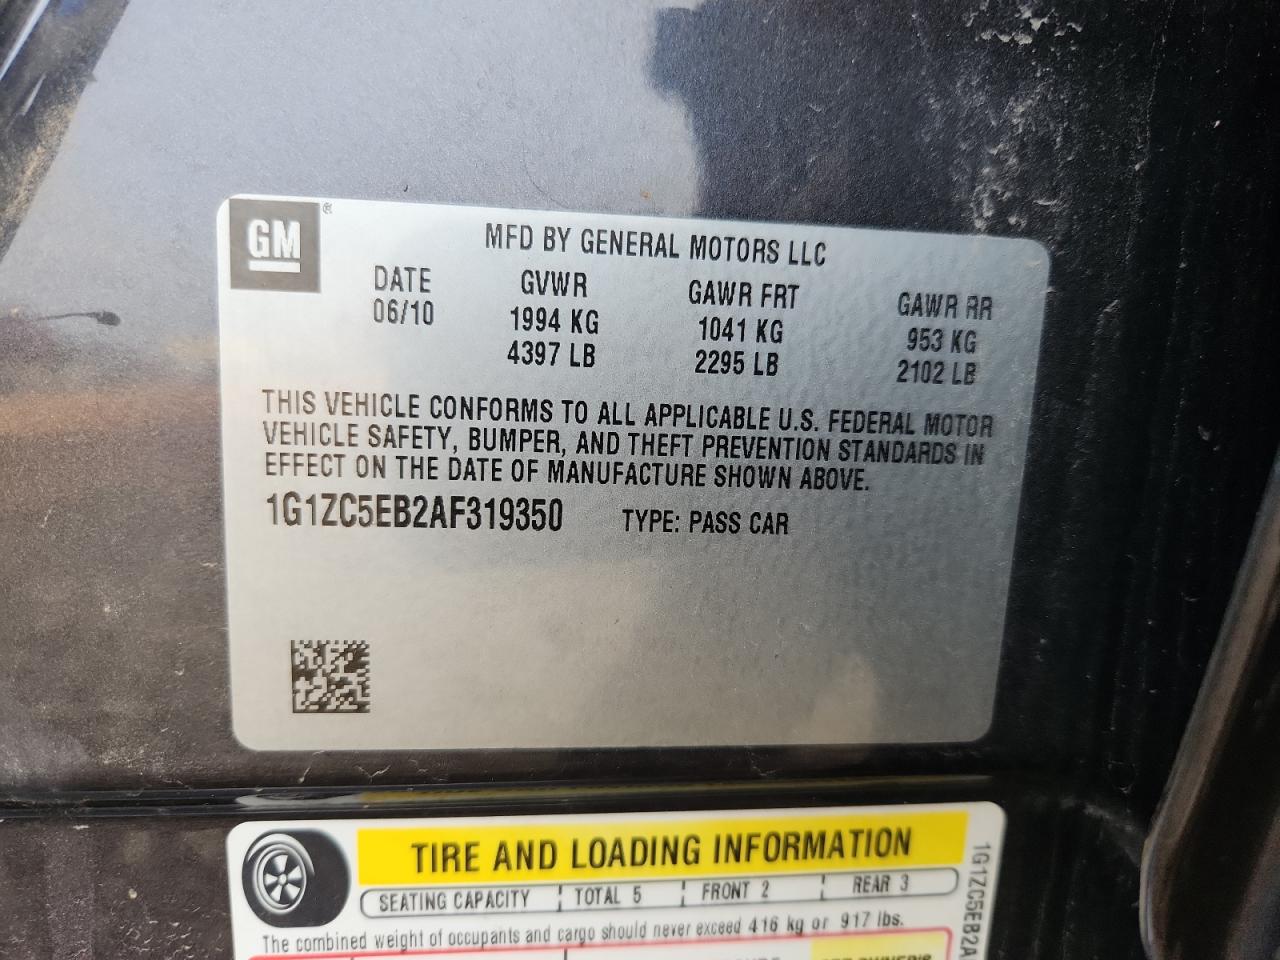 GM ®
MFD BY GENERAL MOTORS LLC
DATE GVWR GAWR FRT GAWR RR
06/10 1994 KG 1041 KG 953 KG
4397 LB 2295 LB 2102 LB
THIS VEHICLE CONFORMS TO ALL APPLICABLE U.S. FEDERAL MOTOR
VEHICLE SAFETY, BUMPER, AND THEFT PREVENTION STANDARDS IN
EFFECT ON THE DATE OF MANUFACTURE SHOWN ABOVE.
1G1ZC5EB2AF319350 TYPE: PASS CAR
TIRE AND LOADING INFORMATION
SEATING CAPACITY TOTAL 5 FRONT 2 REAR 3
The combined weight of occupants and cargo should never exceed 416 kg or 917 lbs.
1G1ZC5EB2A